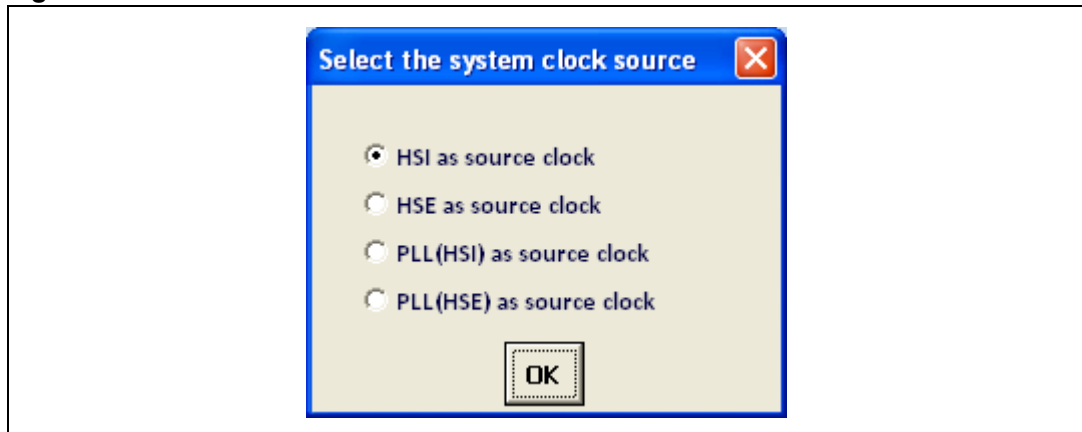 Select the system clock source
HSI as source clock
HSE as source clock
PLL(HSI) as source clock
PLL(HSE) as source clock
OK